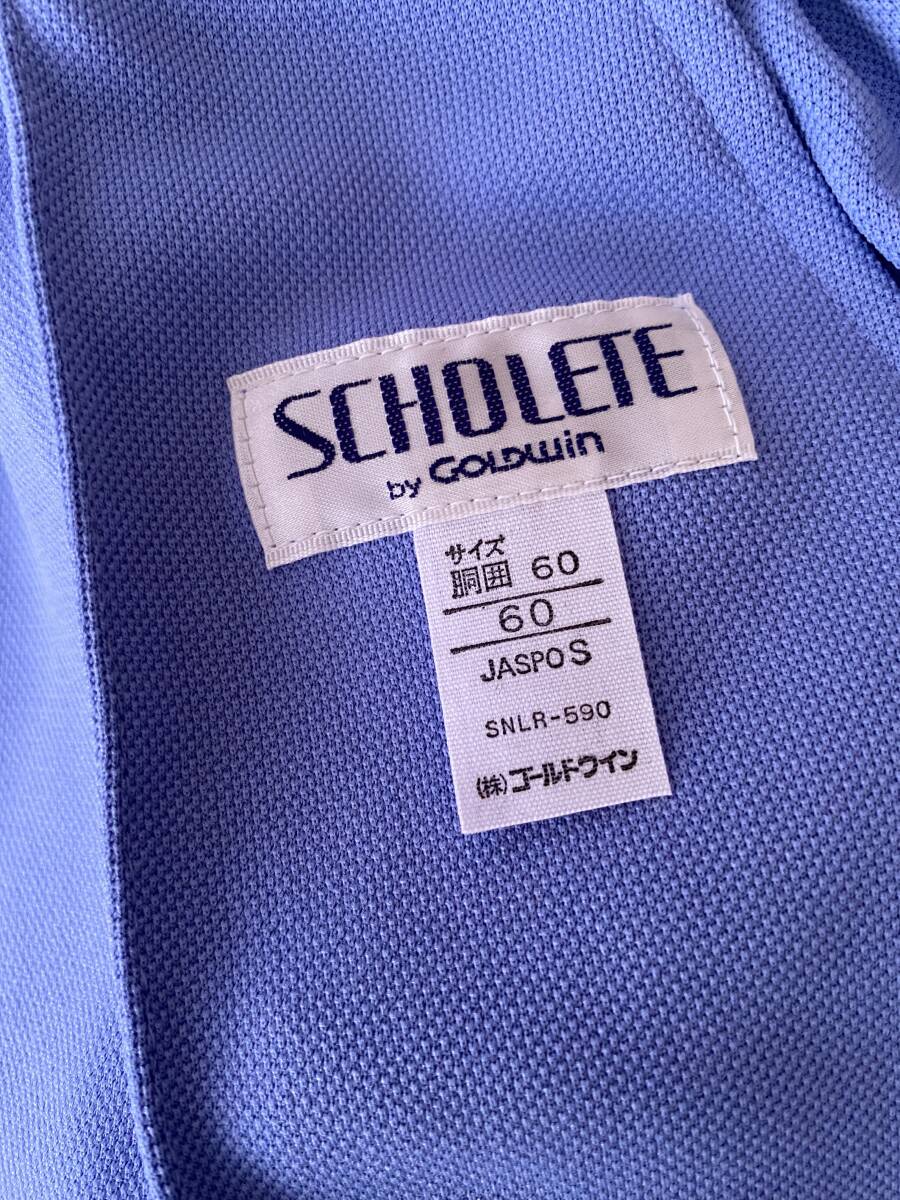 SCHOLETE
by GOLDWIN
サイズ
胴囲 60
60
JASPO S
SNLR-590
(株)ゴールドウイン